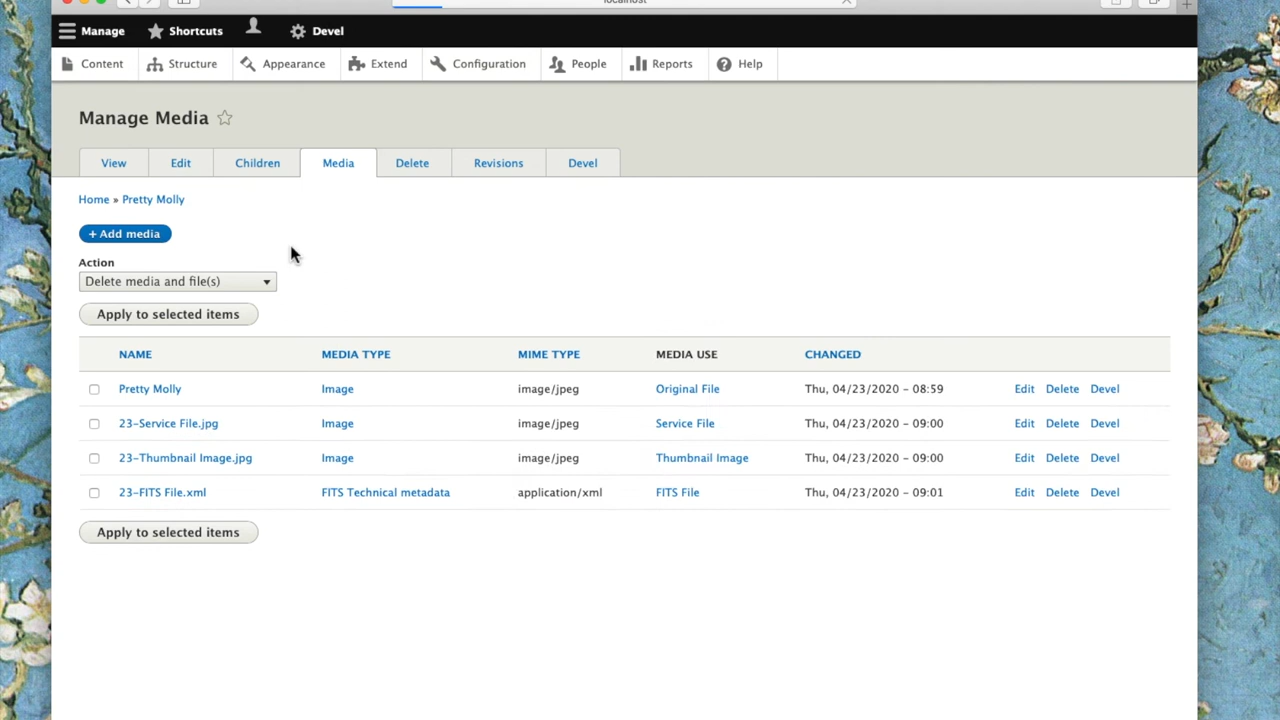 localhost
Manage Shortcuts Devel
Content Structure Appearance Extend Configuration People Reports Help
Manage Media
View Edit Children Media Delete Revisions Devel
Home » Pretty Molly
+ Add media
Action
Delete media and file(s)
Apply to selected items
NAME MEDIA TYPE MIME TYPE MEDIA USE CHANGED
Pretty Molly Image image/jpeg Original File Thu, 04/23/2020 – 08:59 Edit Delete Devel
23-Service File.jpg Image image/jpeg Service File Thu, 04/23/2020 – 09:00 Edit Delete Devel
23-Thumbnail Image.jpg Image image/jpeg Thumbnail Image Thu, 04/23/2020 – 09:00 Edit Delete Devel
23-FITS File.xml FITS Technical metadata application/xml FITS File Thu, 04/23/2020 – 09:01 Edit Delete Devel
Apply to selected items